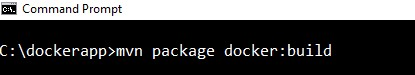 Command Prompt
C:\dockerapp>mvn package docker:build